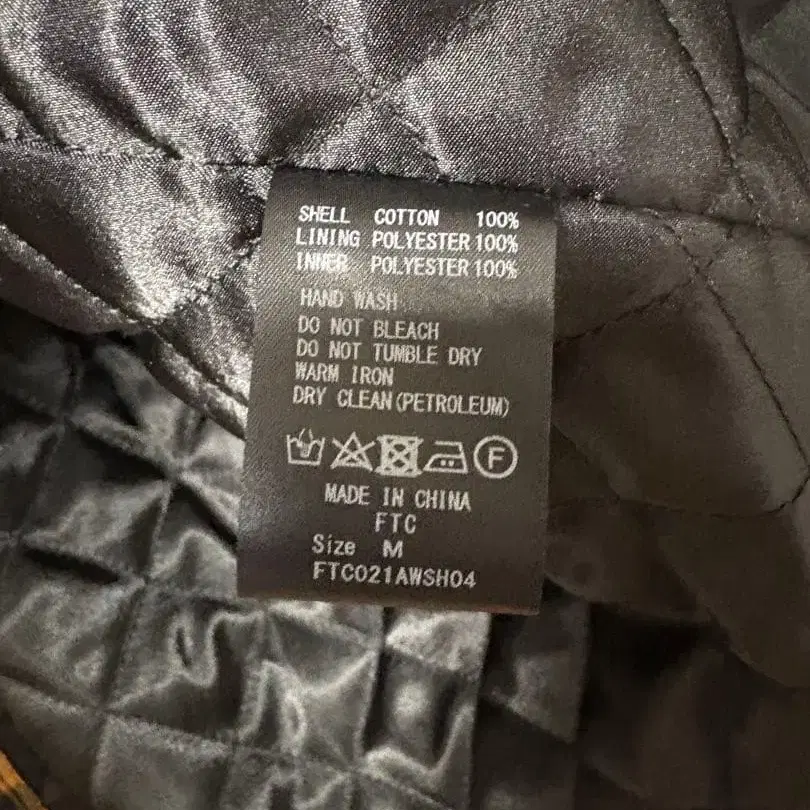 SHELL COTTON 100%
LINING POLYESTER 100%
INNER POLYESTER 100%
HAND WASH
DO NOT BLEACH
DO NOT TUMBLE DRY
WARM IRON
DRY CLEAN(PETROLEUM)
F
MADE IN CHINA
FTC
Size M
FTC021AWSH04